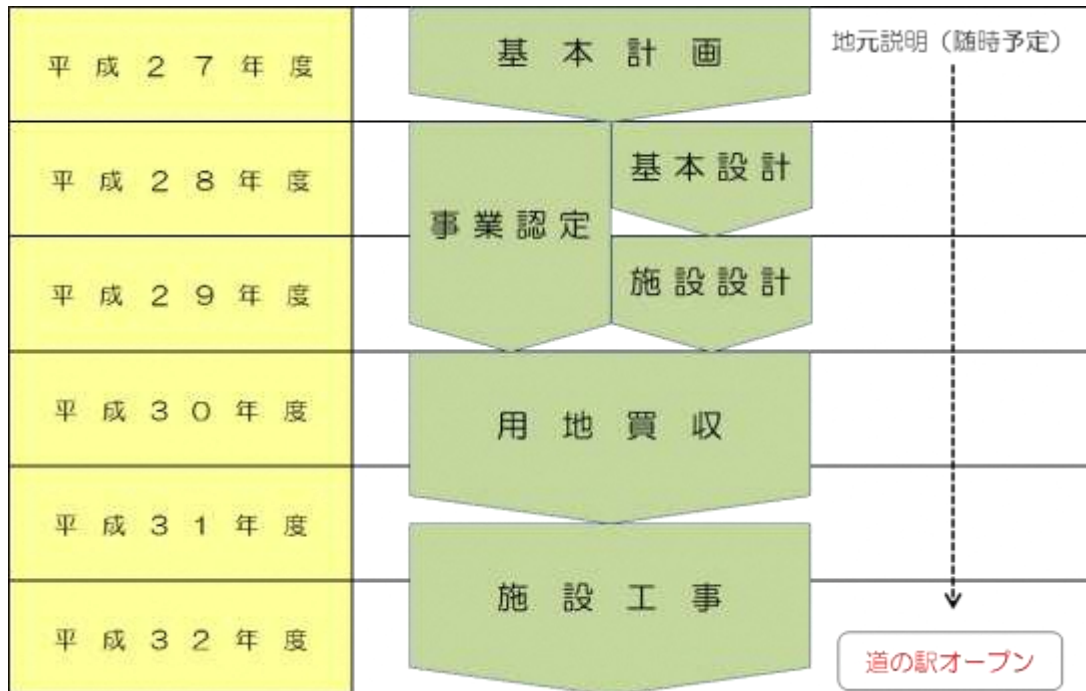 平成２７年度
基本計画
地元説明（随時予定）
平成２８年度
基本設計
事業認定
平成２９年度
施設設計
平成３０年度
用地買収
平成３１年度
施設工事
平成３２年度
道の駅オープン